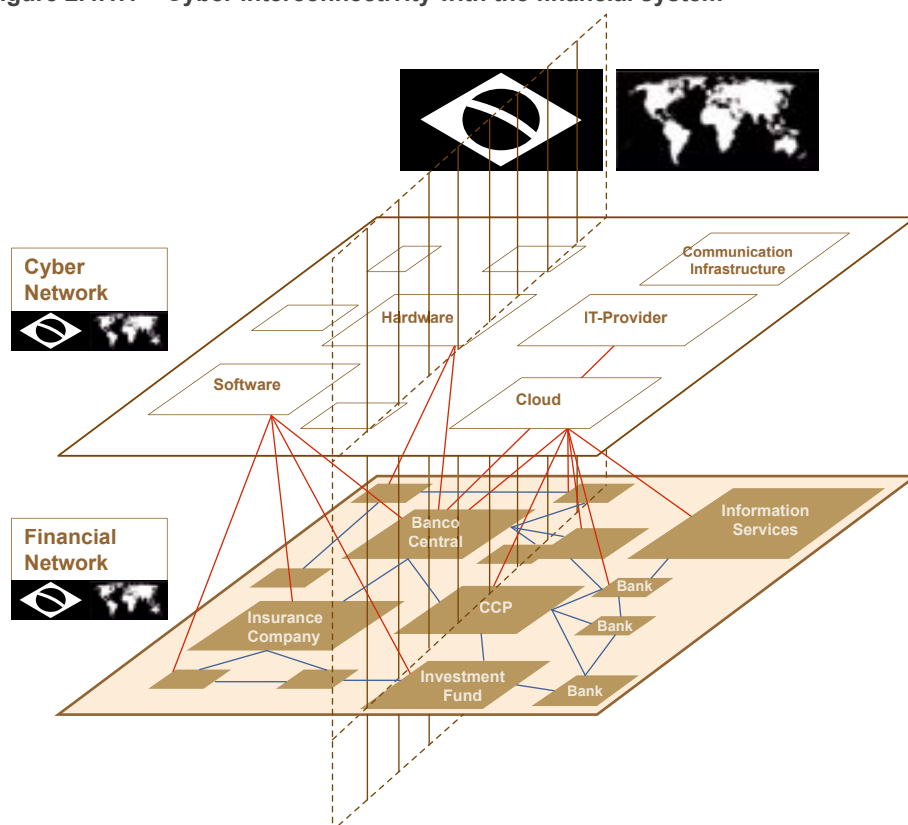 Cyber
Network
Communication
Infrastructure
Hardware
IT-Provider
Software
Cloud
Financial
Network
Banco
Central
Information
Services
Bank
Insurance
Company
CCP
Bank
Investment
Fund
Bank